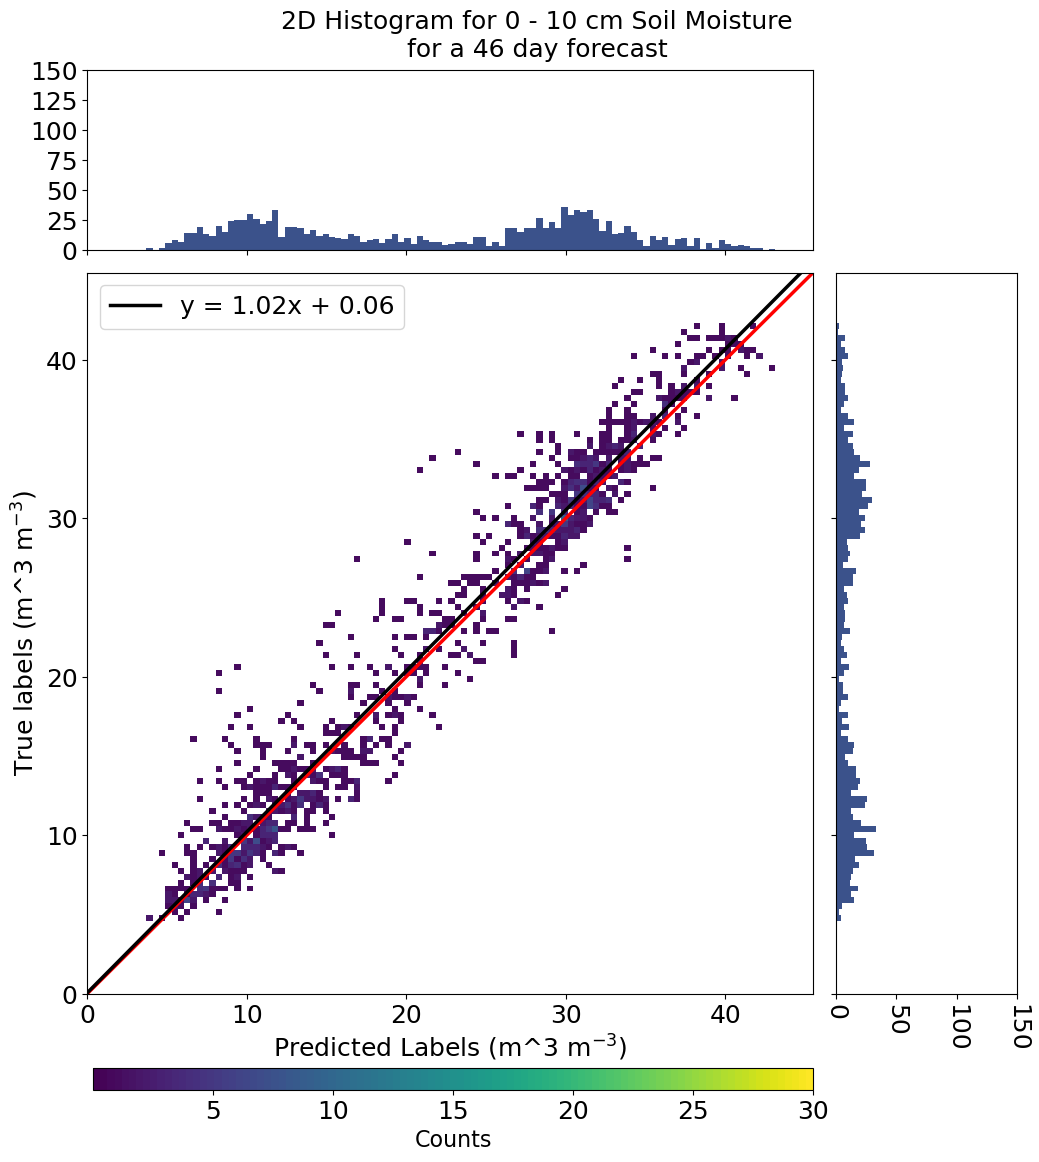 2D Histogram for 0 - 10 cm Soil Moisture
for a 46 day forecast
150
125
100
75
50
25
0
y = 1.02x + 0.06
True labels (m^3 m⁻³)
40
30
20
10
0
0 10 20 30 40
Predicted Labels (m^3 m⁻³)
0 50 100 150
5 10 15 20 25 30
Counts